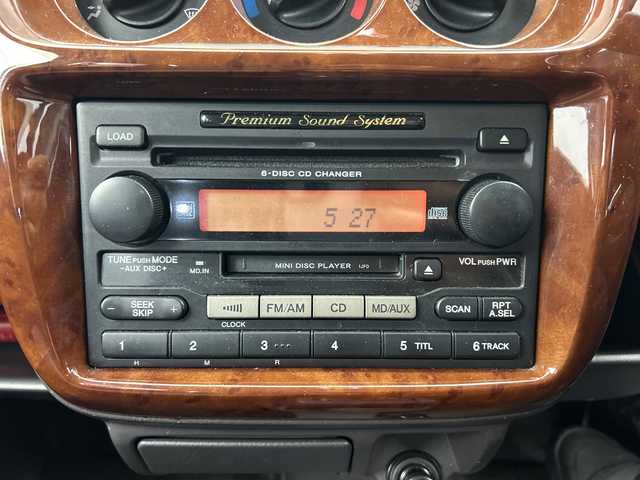 Premium Sound System
LOAD
6-DISC CD CHANGER
5 27
TUNE PUSH MODE
-AUX DISC+
MD.IN
MINI DISC PLAYER
VOL PUSH PWR
- SEEK SKIP +
FM/AM
CD
MD/AUX
SCAN
RPT
A.SEL
CLOCK
1 2 3 4 5 TITL 6 TRACK
H M R